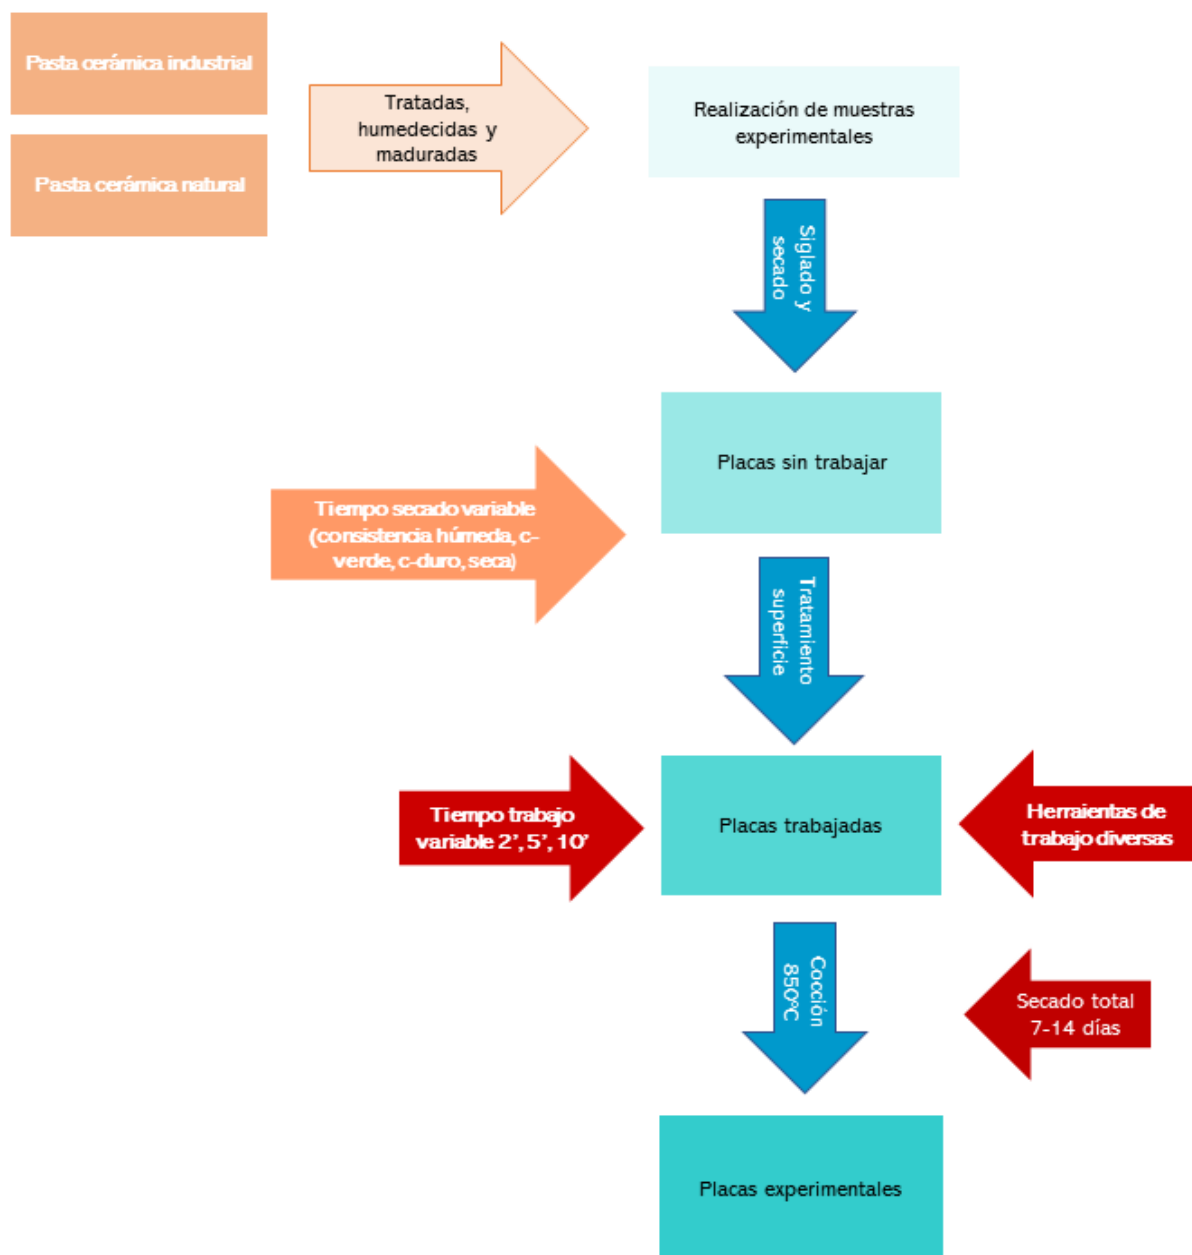 Pasta cerámica industrial
Pasta cerámica natural
Tratadas,
humedecidas y
maduradas
Realización de muestras
experimentales
Siglado y
secado
Placas sin trabajar
Tiempo secado variable
(consistencia húmeda, c-
verde, c-duro, seca)
Tratamiento
superficie
Tiempo trabajo
variable 2’, 5’, 10’
Placas trabajadas
Herraientas de
trabajo diversas
Cocción
850ºC
Secado total
7-14 días
Placas experimentales